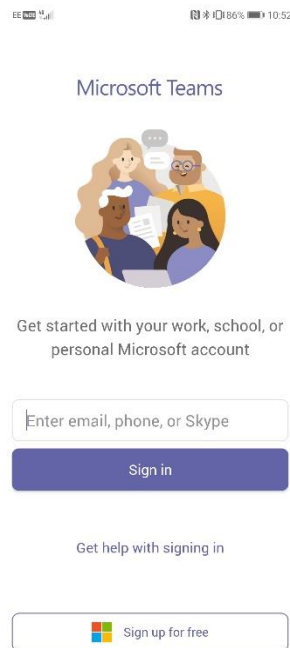 EE 86% 10:52
Microsoft Teams
Get started with your work, school, or
personal Microsoft account
Enter email, phone, or Skype
Sign in
Get help with signing in
Sign up for free